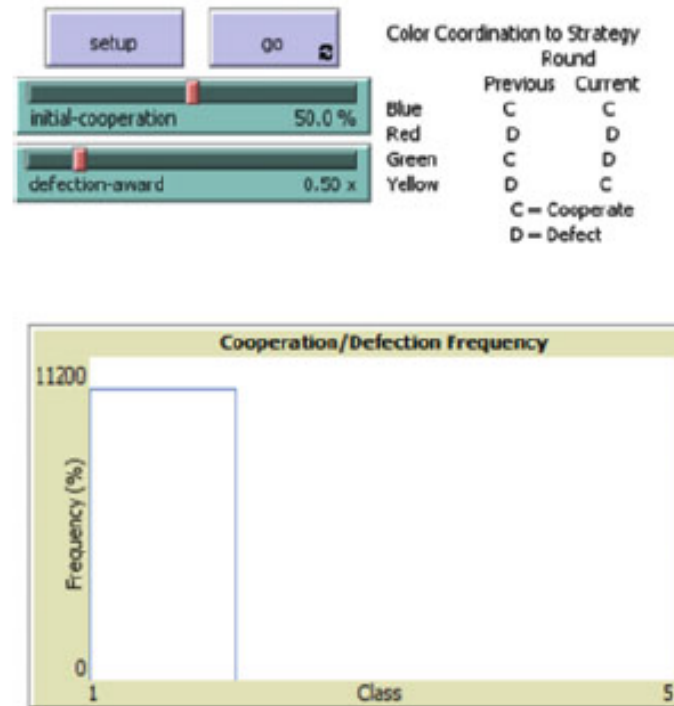 setup
go
initial-cooperation 50.0 %
defection-award 0.50 x
Color Coordination to Strategy
Round
Previous Current
Blue C C
Red D D
Green C D
Yellow D C
C = Cooperate
D = Defect
Cooperation/Defection Frequency
11200
Frequency (%)
0
1 Class 5